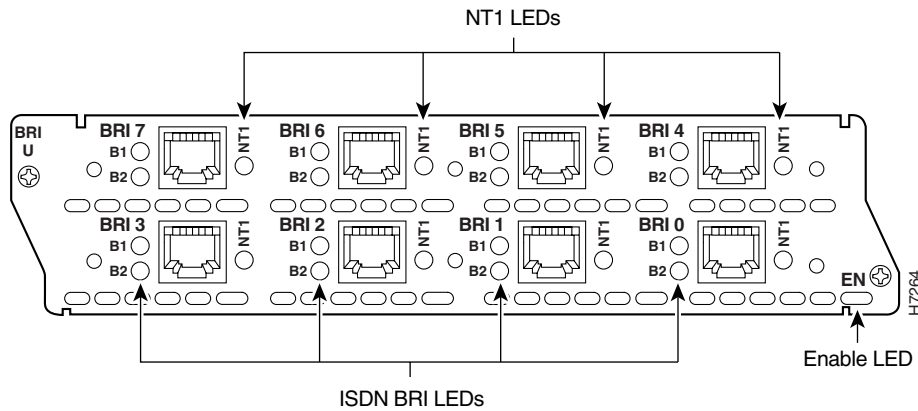 NT1 LEDs
BRI U
BRI 7
B1
B2
NT1
BRI 6
B1
B2
NT1
BRI 5
B1
B2
NT1
BRI 4
B1
B2
NT1
BRI 3
B1
B2
NT1
BRI 2
B1
B2
NT1
BRI 1
B1
B2
NT1
BRI 0
B1
B2
NT1
EN
H7264
Enable LED
ISDN BRI LEDs